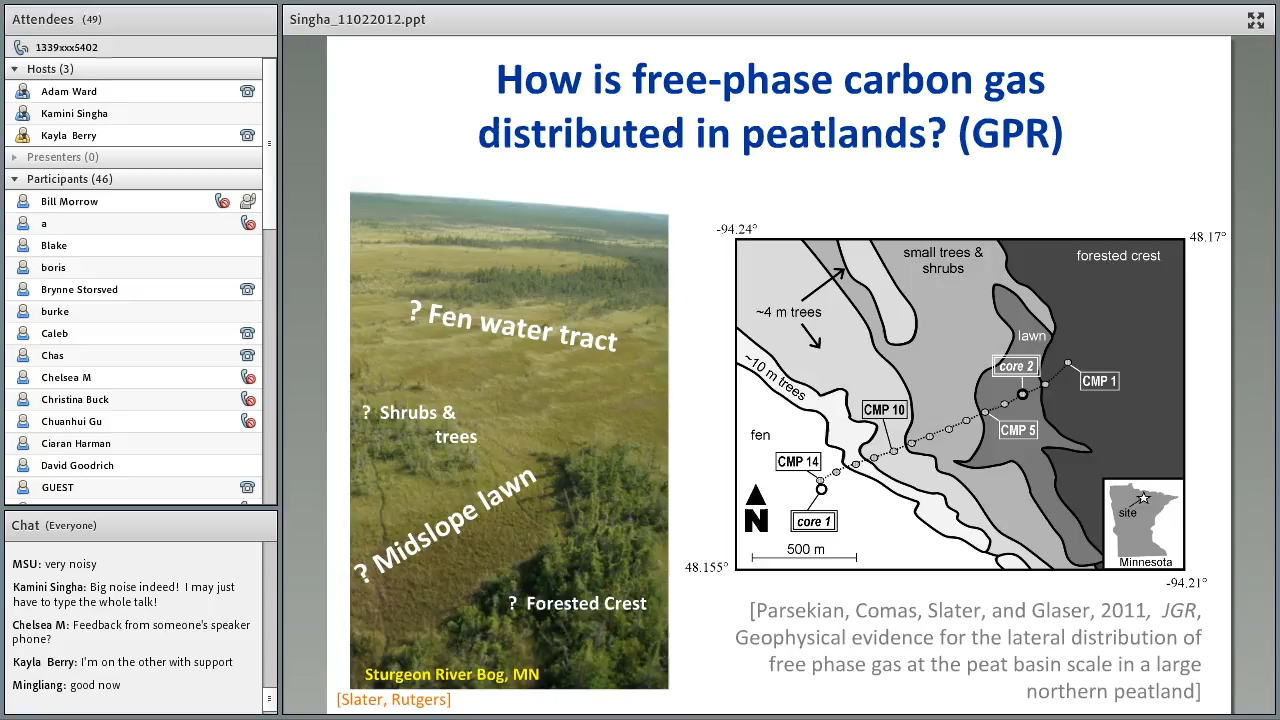 Attendees (49)
1339xxx5402
Hosts (3)
Adam Ward
Kamini Singha
Kayla Berry
Presenters (0)
Participants (46)
Bill Morrow
a
Blake
boris
Brynne Storsved
burke
Caleb
Chas
Chelsea M
Christina Buck
Chuanhui Gu
Ciaran Harman
David Goodrich
GUEST
Chat (Everyone)
MSU: very noisy
Kamini Singha: Big noise indeed! I may just
have to type the whole talk!
Chelsea M: Feedback from someone's speaker
phone?
Kayla Berry: I'm on the other with support
Mingliang: good now
Singha_11022012.ppt
How is free-phase carbon gas
distributed in peatlands? (GPR)
? Fen water tract
? Shrubs &
trees
? Midslope lawn
? Forested Crest
Sturgeon River Bog, MN
[Slater, Rutgers]
-94.24°
48.17°
small trees &
shrubs
forested crest
~4 m trees
lawn
~10 m trees
core 2
CMP 1
CMP 10
CMP 5
fen
CMP 14
core 1
N
500 m
site
Minnesota
48.155°
-94.21°
[Parsekian, Comas, Slater, and Glaser, 2011, JGR,
Geophysical evidence for the lateral distribution of
free phase gas at the peat basin scale in a large
northern peatland]